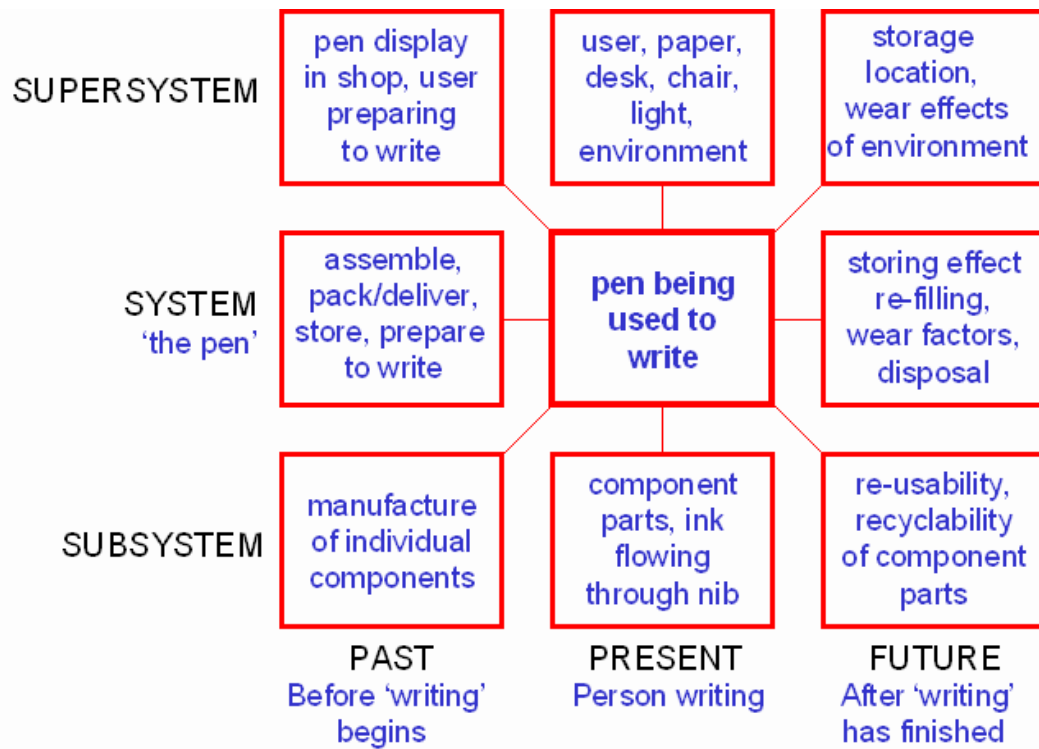 SUPERSYSTEM
pen display
in shop, user
preparing
to write
user, paper,
desk, chair,
light,
environment
storage
location,
wear effects
of environment
SYSTEM
‘the pen’
assemble,
pack/deliver,
store, prepare
to write
pen being
used to
write
storing effect
re-filling,
wear factors,
disposal
SUBSYSTEM
manufacture
of individual
components
component
parts, ink
flowing
through nib
re-usability,
recyclability
of component
parts
PAST
Before ‘writing’
begins
PRESENT
Person writing
FUTURE
After ‘writing’
has finished